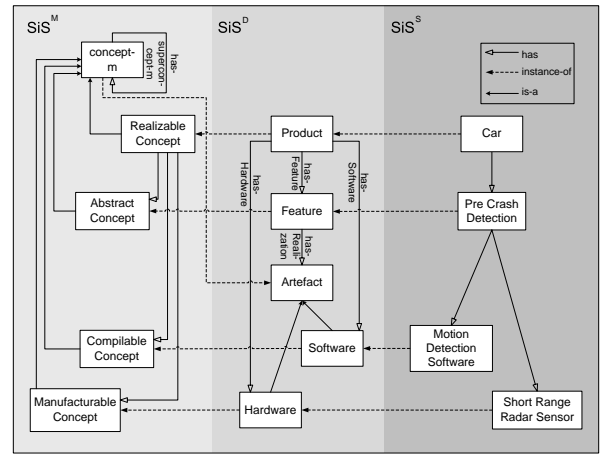 SiS^M
SiS^D
SiS^S
concept-
m
has-
supercon-
cept-m
has
instance-of
is-a
Realizable
Concept
Product
Car
has-
Hardware
has-
Feature
has-
Software
Abstract
Concept
Feature
Pre Crash
Detection
has-
Reali-
zation
Artefact
Compilable
Concept
Software
Motion
Detection
Software
Manufacturable
Concept
Hardware
Short Range
Radar Sensor